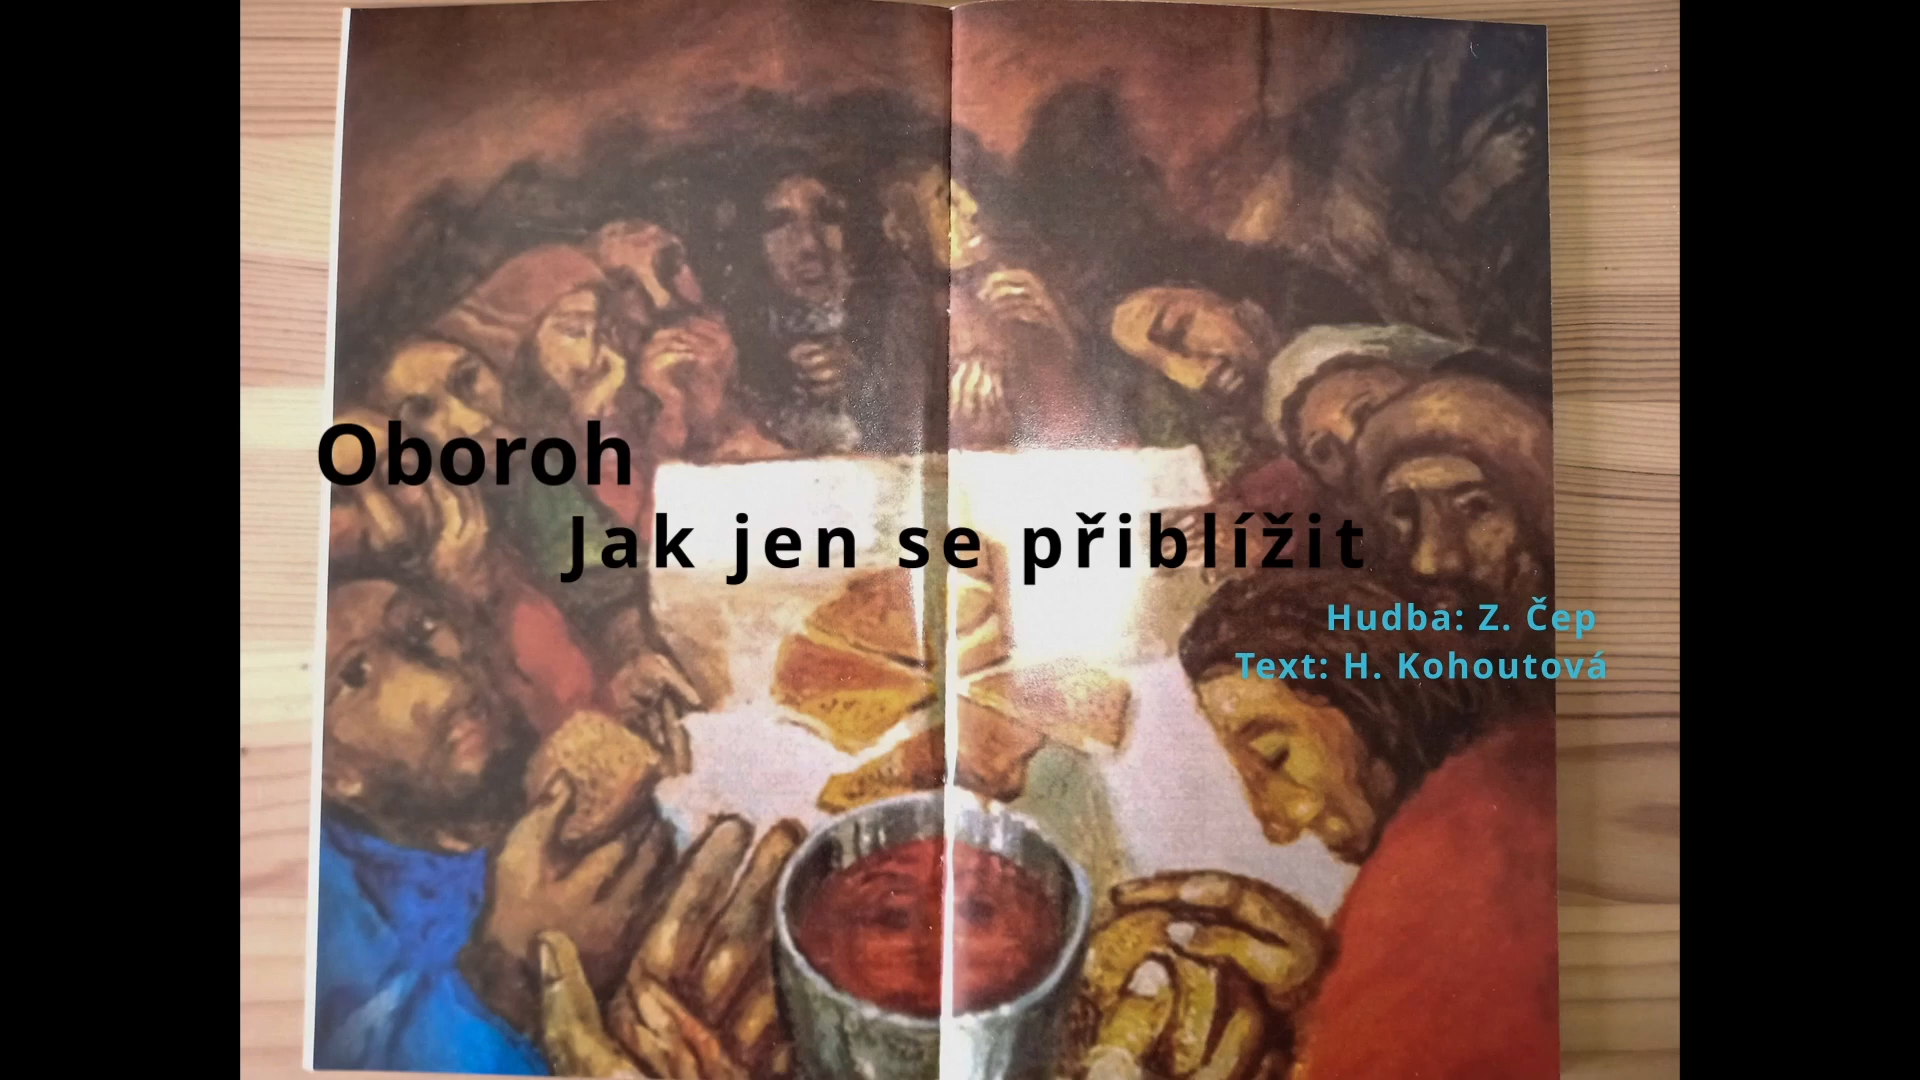 Oboroh
Jak jen se přiblížit
Hudba: Z. Čep
Text: H. Kohoutová